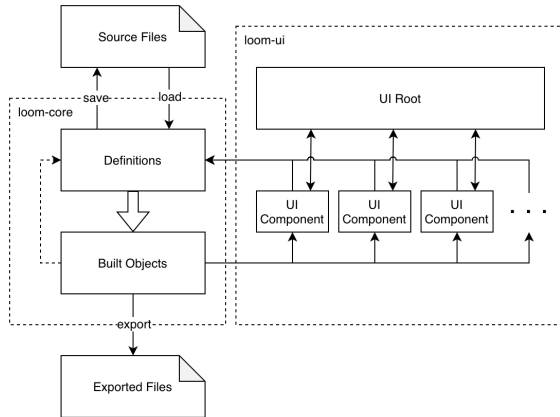 Source Files
loom-ui
save
load
UI Root
loom-core
Definitions
UI
Component
UI
Component
UI
Component
. . .
Built Objects
export
Exported Files